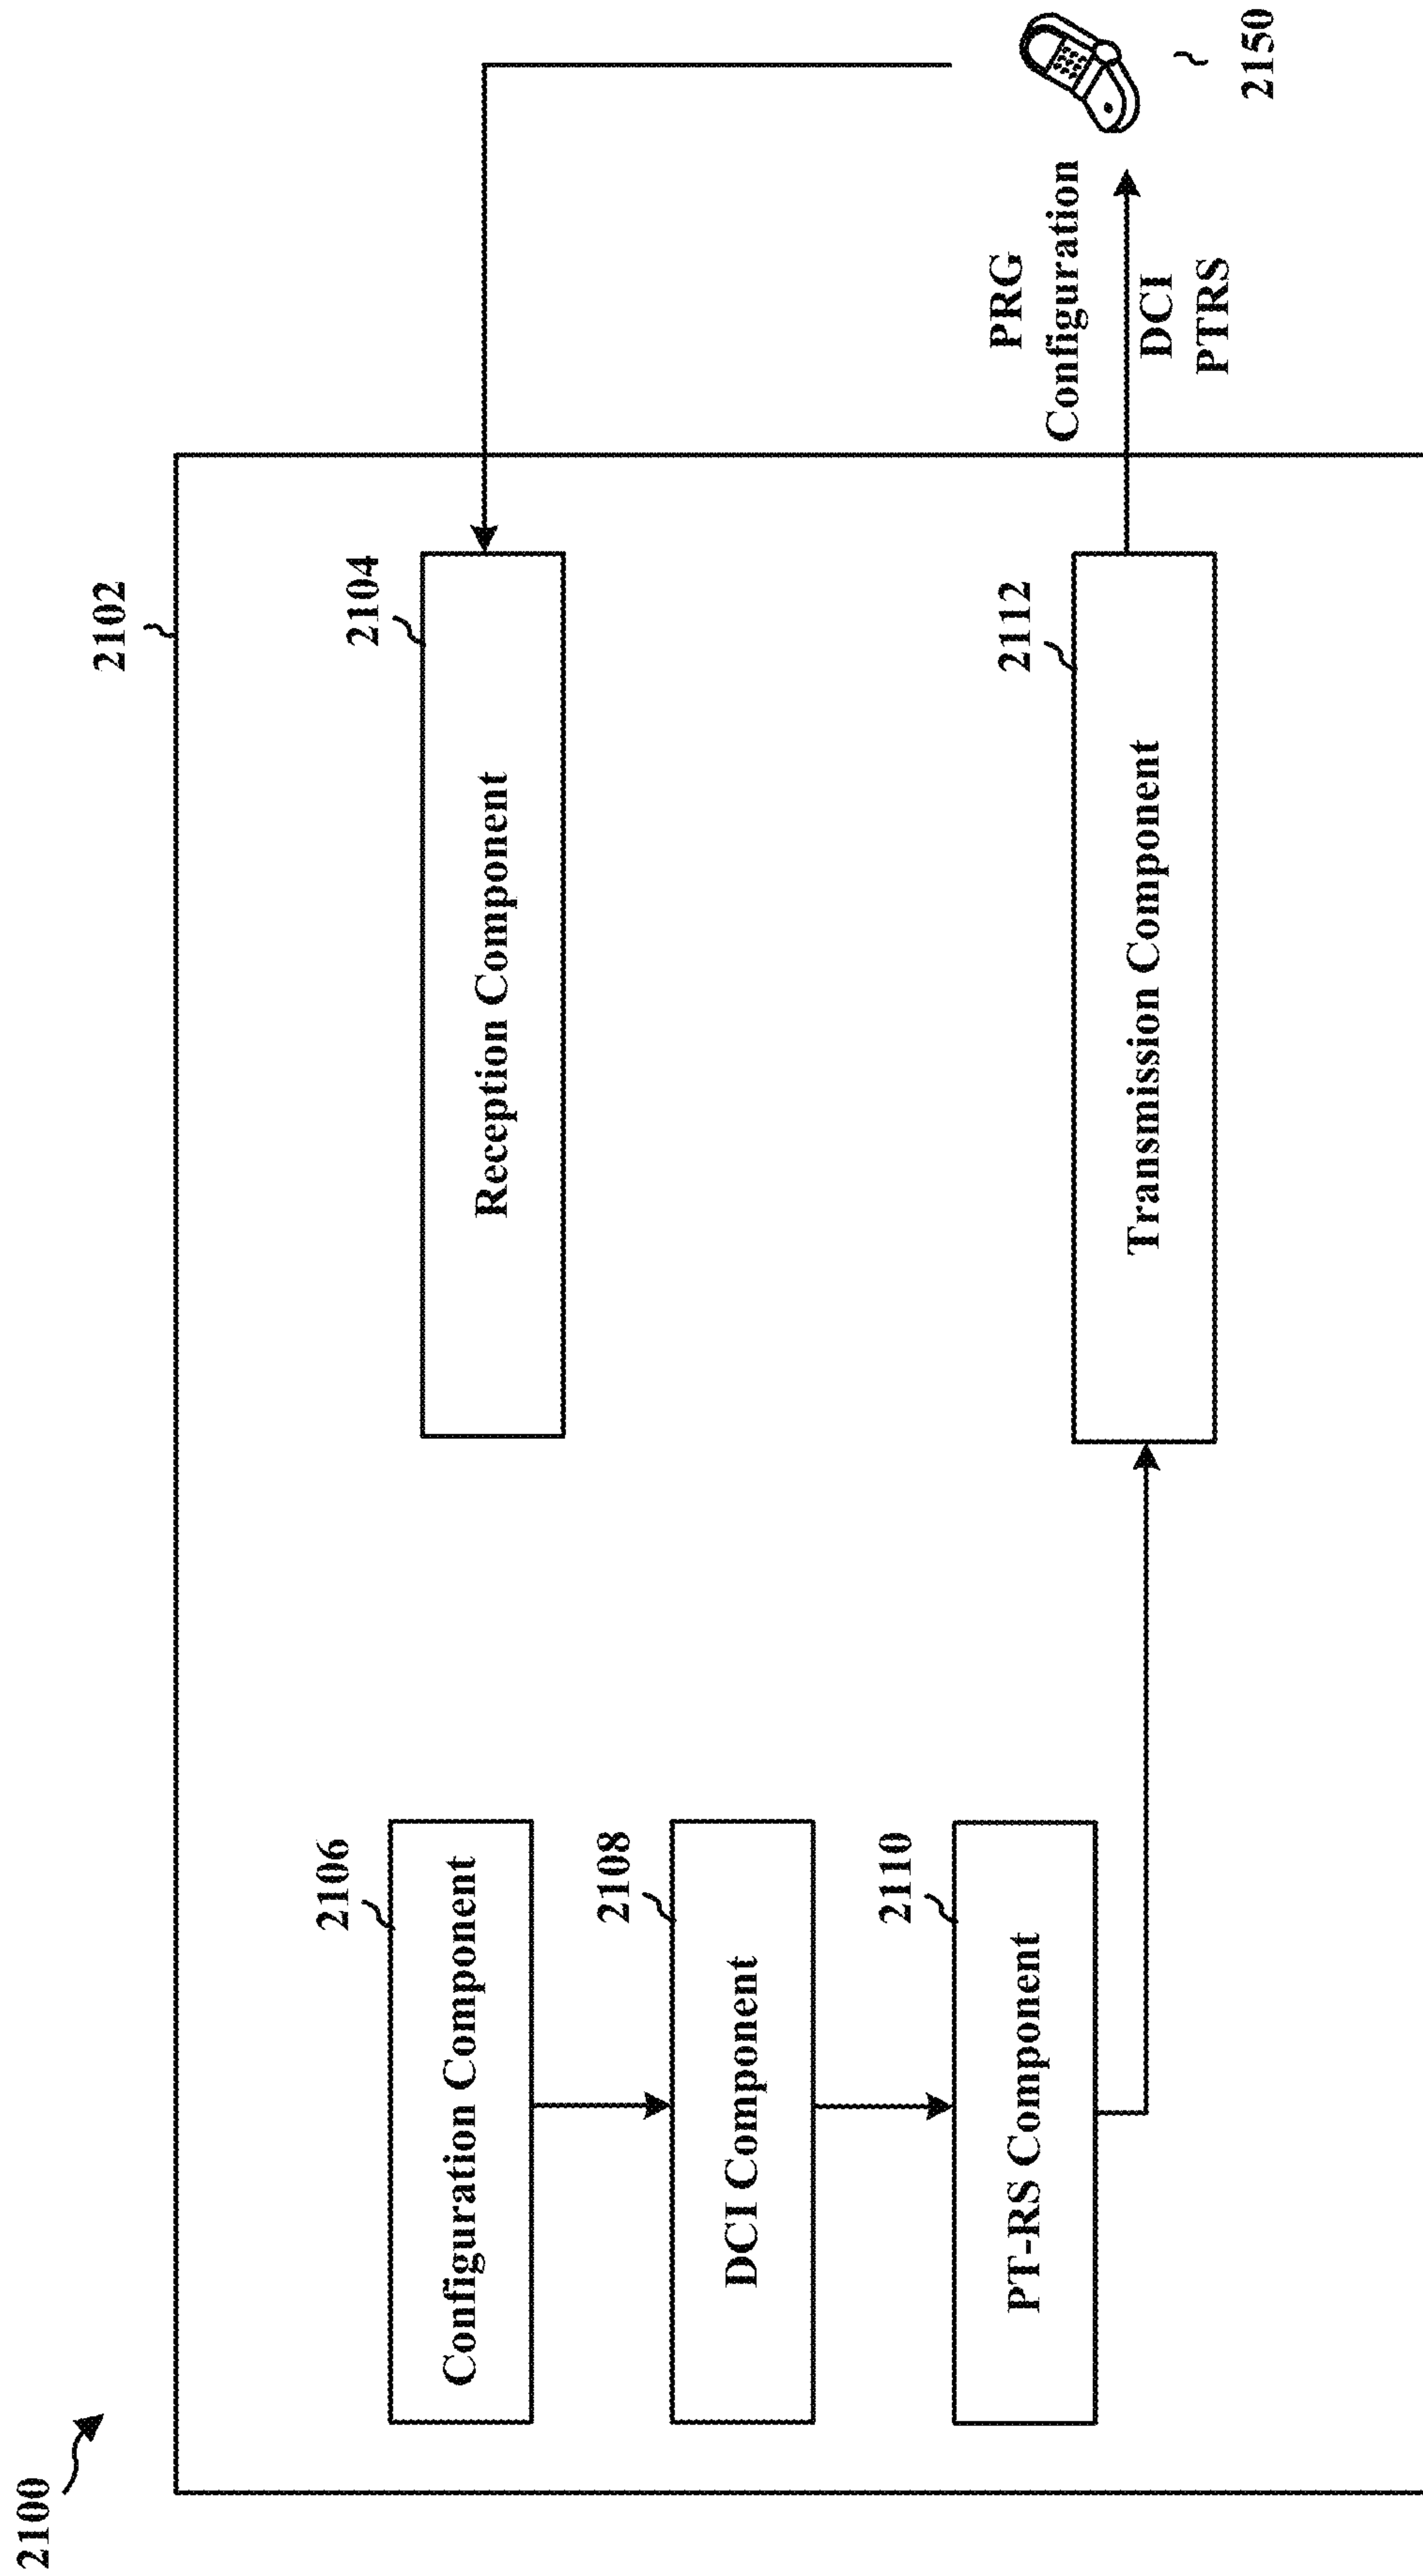 2100
2102
2106
Configuration Component
2104
Reception Component
2108
DCI Component
2110
PT-RS Component
2112
Transmission Component
PRG
Configuration
DCI
PTRS
2150